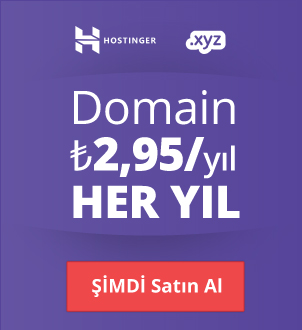 HOSTINGER .xyz
Domain
₺2,95/yıl
HER YIL
ŞİMDİ Satın Al